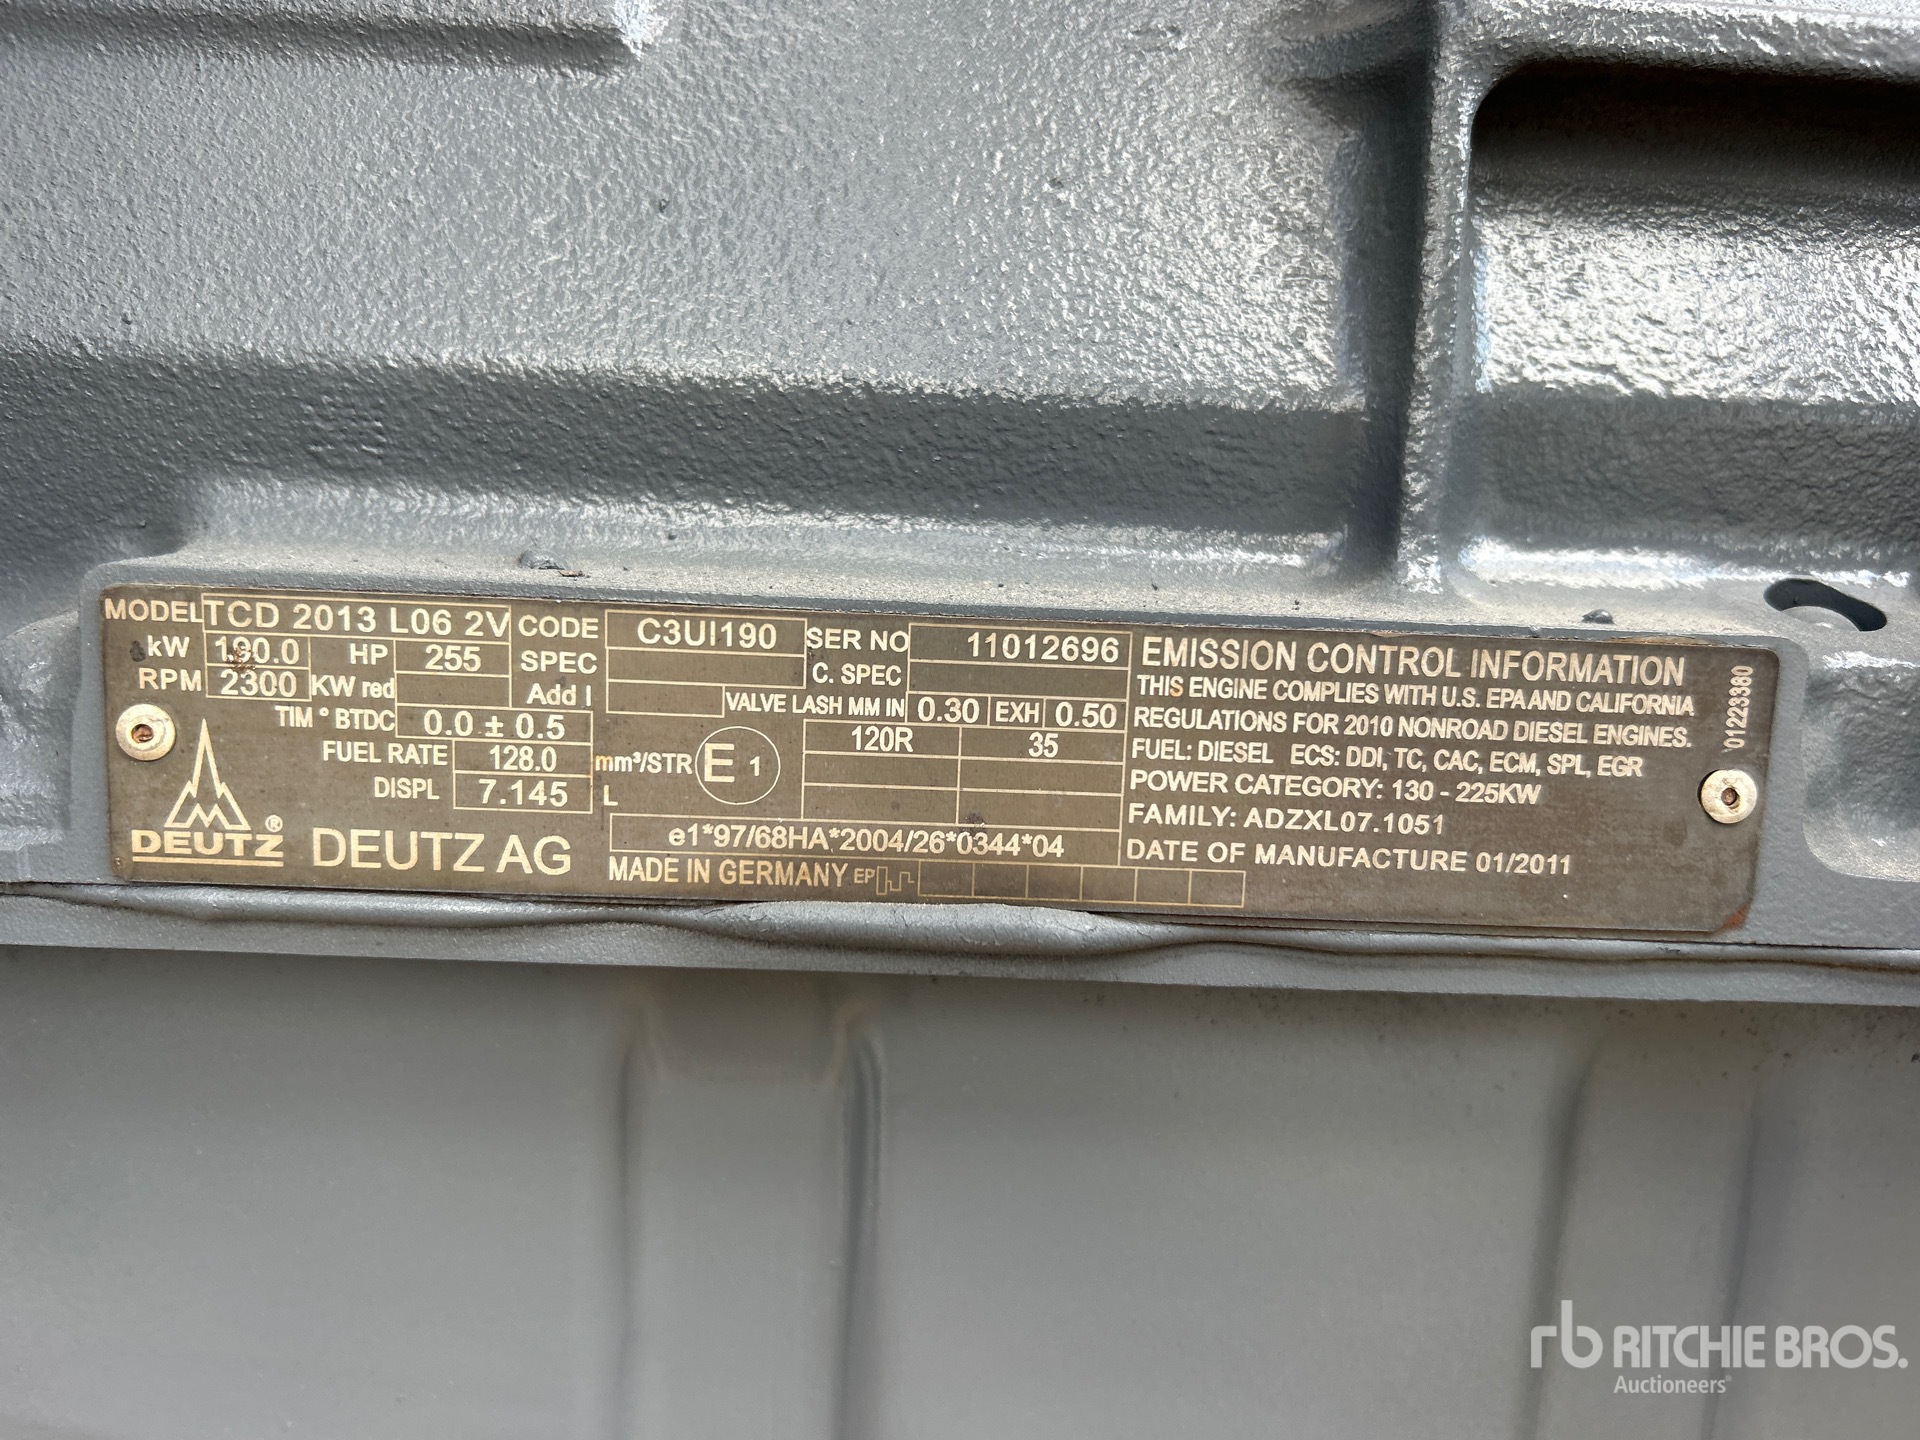 MODEL TCD 2013 L06 2V CODE C3UI190 SER NO 11012696
kW 190.0 HP 255 SPEC C. SPEC
RPM 2300 KW red Add I VALVE LASH MM IN 0.30 EXH 0.50
TIM ° BTDC 0.0 ± 0.5 120R 35
FUEL RATE 128.0 mm³/STR E 1
DISPL 7.145 L
DEUTZ ® DEUTZ AG
e1*97/68HA*2004/26*0344*04
MADE IN GERMANY EP
EMISSION CONTROL INFORMATION
THIS ENGINE COMPLIES WITH U.S. EPA AND CALIFORNIA
REGULATIONS FOR 2010 NONROAD DIESEL ENGINES.
FUEL: DIESEL ECS: DDI, TC, CAC, ECM, SPL, EGR
POWER CATEGORY: 130 - 225KW
FAMILY: ADZXL07.1051
DATE OF MANUFACTURE 01/2011
01223380
rb RITCHIE BROS.
Auctioneers